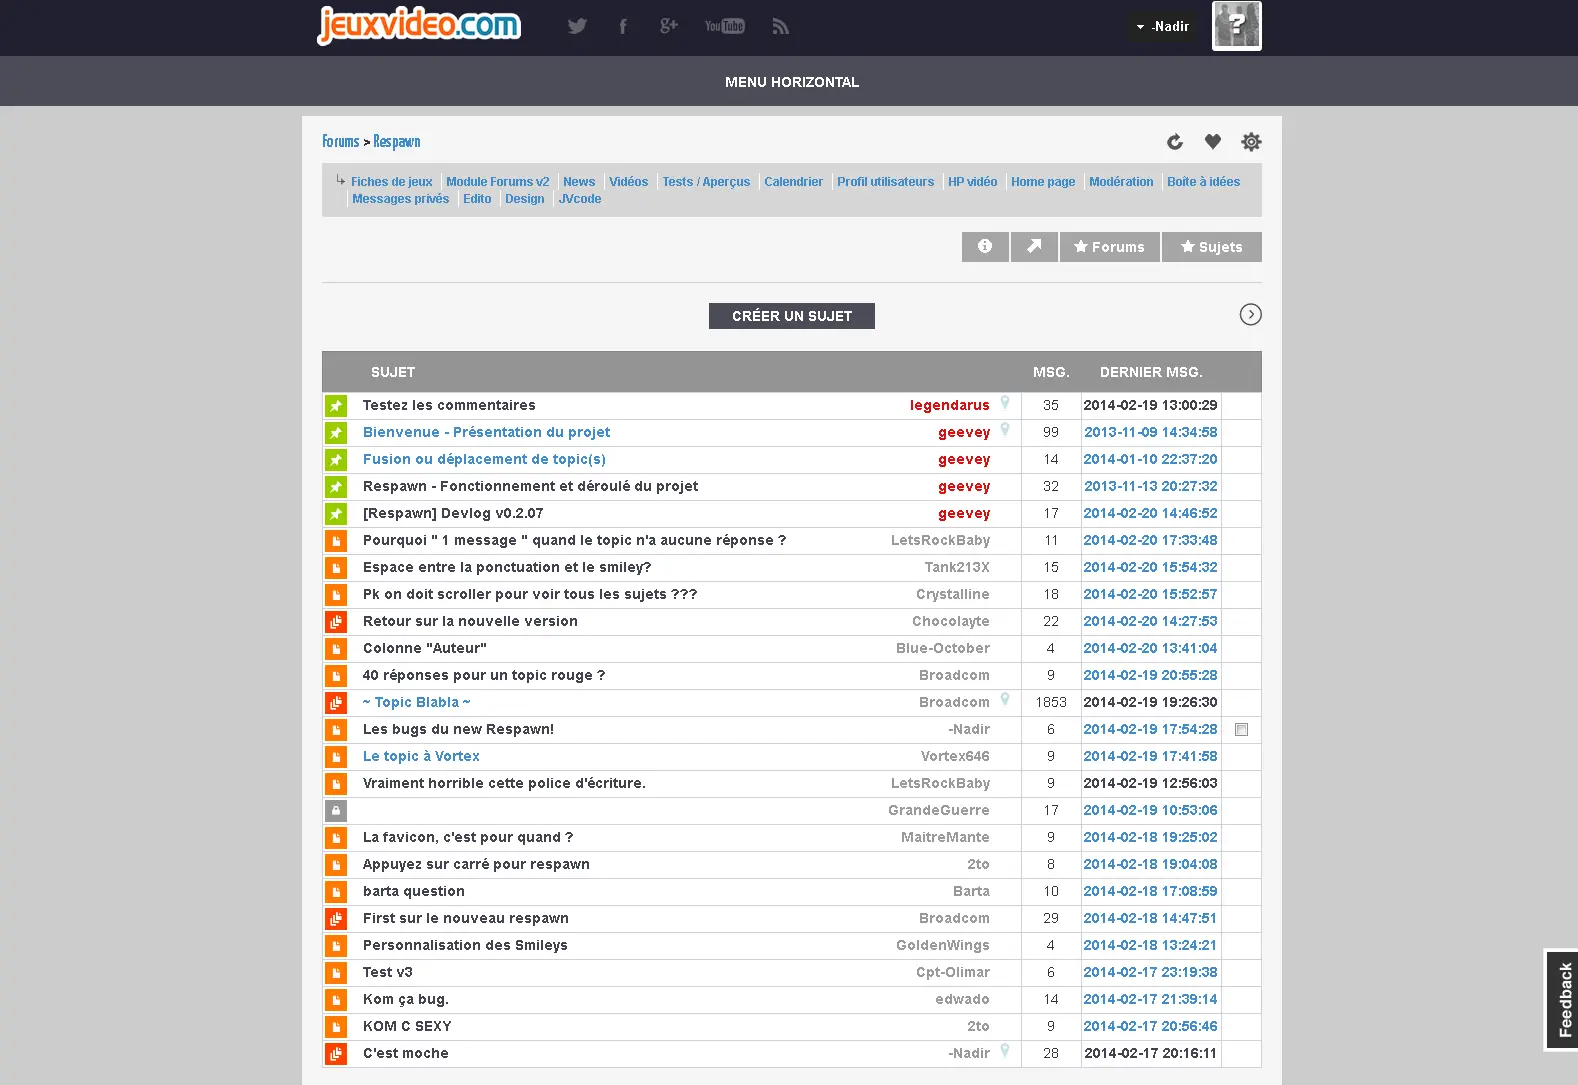 jeuxvideo.com
You Tube
-Nadir
MENU HORIZONTAL
Forums > Respawn
Fiches de jeux Module Forums v2 News Vidéos Tests / Aperçus Calendrier Profil utilisateurs HP vidéo Home page Modération Boîte à idées
Messages privés Edito Design JVcode
Forums Sujets
CRÉER UN SUJET
SUJET MSG. DERNIER MSG.
Testez les commentaires legendarus 35 2014-02-19 13:00:29
Bienvenue - Présentation du projet geevey 99 2013-11-09 14:34:58
Fusion ou déplacement de topic(s) geevey 14 2014-01-10 22:37:20
Respawn - Fonctionnement et déroulé du projet geevey 32 2013-11-13 20:27:32
[Respawn] Devlog v0.2.07 geevey 17 2014-02-20 14:46:52
Pourquoi " 1 message " quand le topic n'a aucune réponse ? LetsRockBaby 11 2014-02-20 17:33:48
Espace entre la ponctuation et le smiley? Tank213X 15 2014-02-20 15:54:32
Pk on doit scroller pour voir tous les sujets ??? Crystalline 18 2014-02-20 15:52:57
Retour sur la nouvelle version Chocolayte 22 2014-02-20 14:27:53
Colonne "Auteur" Blue-October 4 2014-02-20 13:41:04
40 réponses pour un topic rouge ? Broadcom 9 2014-02-19 20:55:28
~ Topic Blabla ~ Broadcom 1853 2014-02-19 19:26:30
Les bugs du new Respawn! -Nadir 6 2014-02-19 17:54:28
Le topic à Vortex Vortex646 9 2014-02-19 17:41:58
Vraiment horrible cette police d'écriture. LetsRockBaby 9 2014-02-19 12:56:03
GrandeGuerre 17 2014-02-19 10:53:06
La favicon, c'est pour quand ? MaitreMante 9 2014-02-18 19:25:02
Appuyez sur carré pour respawn 2to 8 2014-02-18 19:04:08
barta question Barta 10 2014-02-18 17:08:59
First sur le nouveau respawn Broadcom 29 2014-02-18 14:47:51
Personnalisation des Smileys GoldenWings 4 2014-02-18 13:24:21
Test v3 Cpt-Olimar 6 2014-02-17 23:19:38
Kom ça bug. edwado 14 2014-02-17 21:39:14
KOM C SEXY 2to 9 2014-02-17 20:56:46
C'est moche -Nadir 28 2014-02-17 20:16:11
Feedback